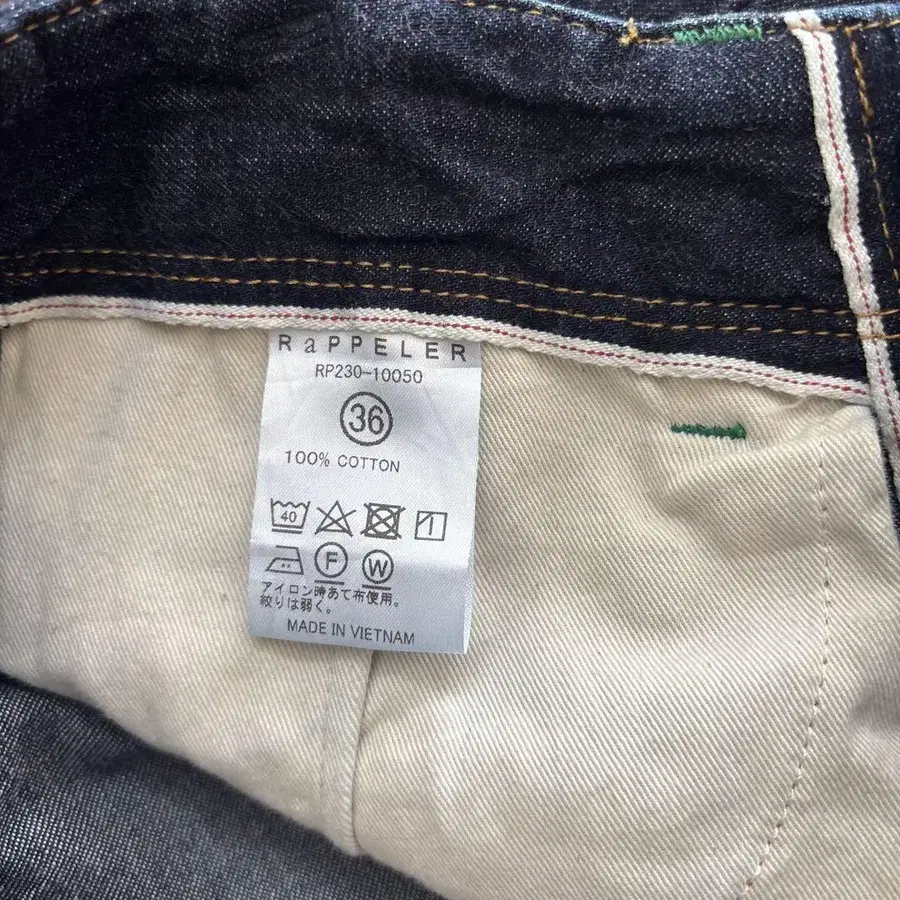 RaPPELER
RP230-10050
36
100% COTTON
40
F W
アイロン時あて布使用。
絞りは弱く。
MADE IN VIETNAM